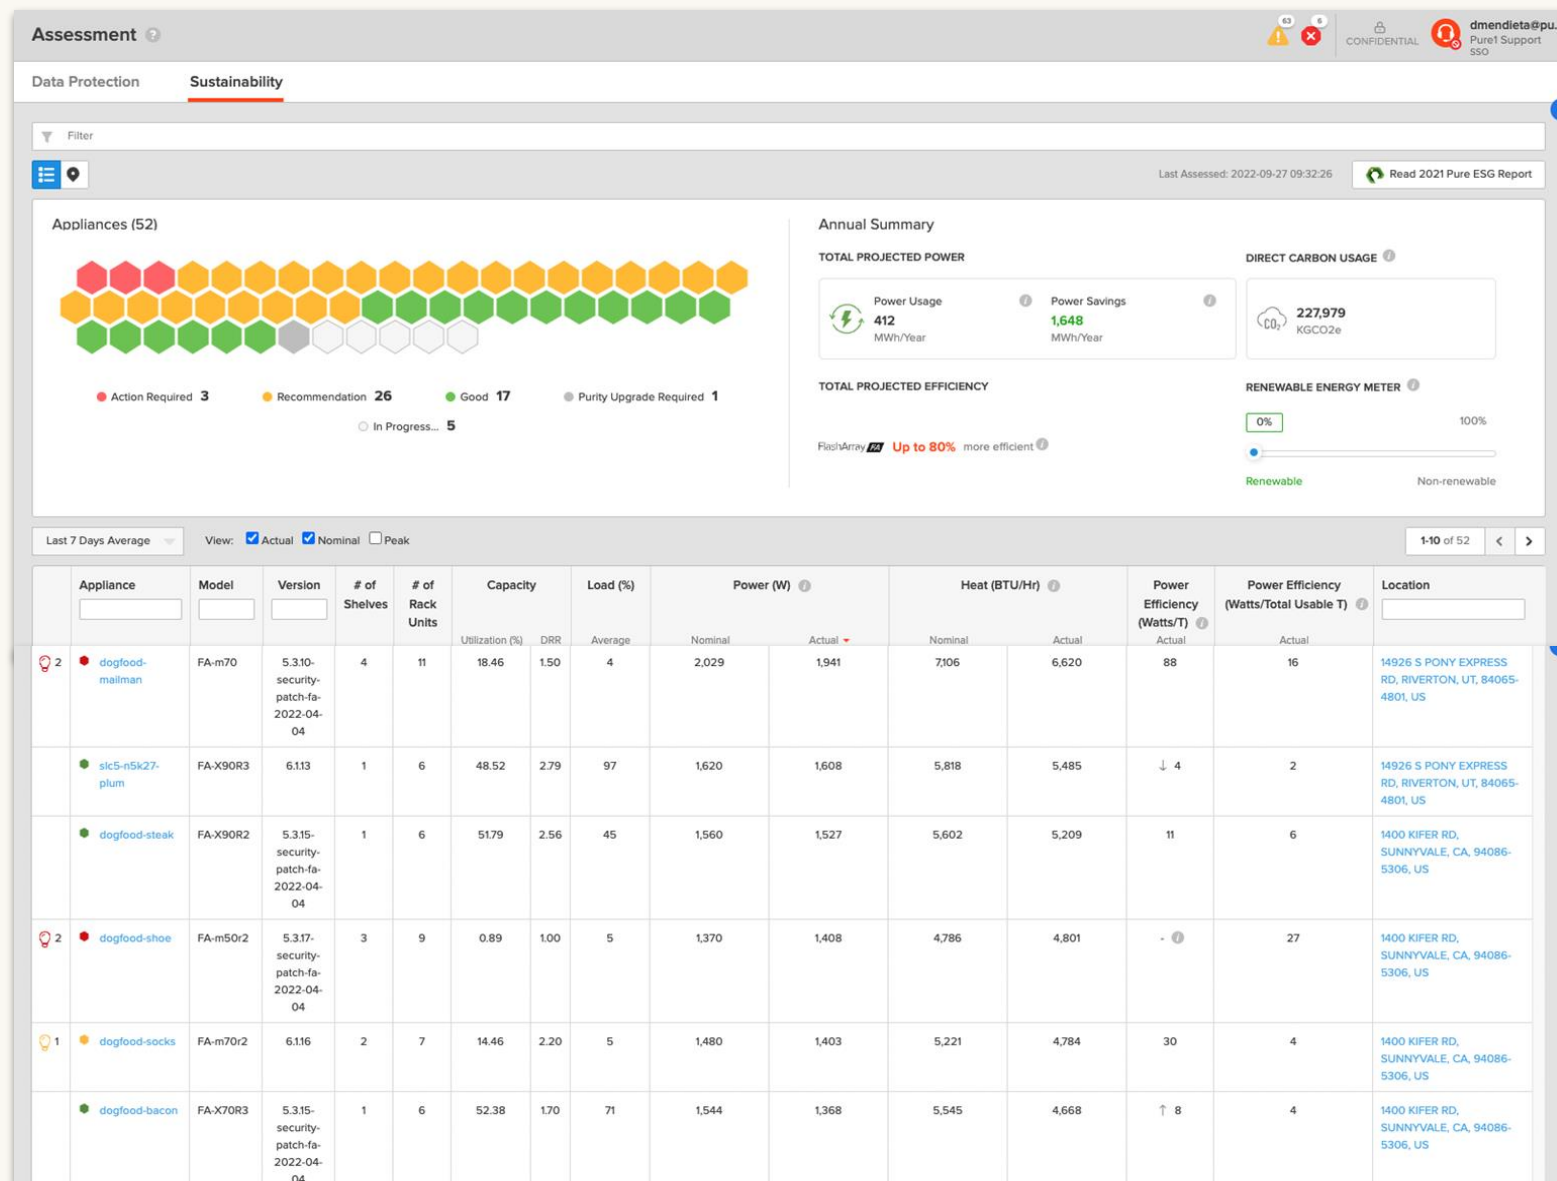 Assessment ?
63
6
CONFIDENTIAL
dmendieta@pu.
Pure1 Support
SSO
Data Protection
Sustainability
Filter
Last Assessed: 2022-09-27 09:32:26
Read 2021 Pure ESG Report
Appliances (52)
Action Required 3
Recommendation 26
Good 17
Purity Upgrade Required 1
In Progress... 5
Annual Summary
TOTAL PROJECTED POWER
Power Usage
412
MWh/Year
Power Savings
1,648
MWh/Year
DIRECT CARBON USAGE
CO2
227,979
KGCO2e
TOTAL PROJECTED EFFICIENCY
FlashArray FA Up to 80% more efficient
RENEWABLE ENERGY METER
0%
100%
Renewable
Non-renewable
Last 7 Days Average
View: Actual Nominal Peak
1-10 of 52
Appliance
Model
Version
# of Shelves
# of Rack Units
Capacity
Load (%)
Power (W)
Heat (BTU/Hr)
Power Efficiency (Watts/T)
Power Efficiency (Watts/Total Usable T)
Location
Utilization (%) DRR Average Nominal Actual Nominal Actual Actual Actual
2 dogfood-mailman FA-m70 5.3.10-security-patch-fa-2022-04-04 4 11 18.46 1.50 4 2,029 1,941 7,106 6,620 88 16 14926 S PONY EXPRESS RD, RIVERTON, UT, 84065-4801, US
slc5-n5k27-plum FA-X90R3 6.1.13 1 6 48.52 2.79 97 1,620 1,608 5,818 5,485 ↓ 4 2 14926 S PONY EXPRESS RD, RIVERTON, UT, 84065-4801, US
dogfood-steak FA-X90R2 5.3.15-security-patch-fa-2022-04-04 1 6 51.79 2.56 45 1,560 1,527 5,602 5,209 11 6 1400 KIFER RD, SUNNYVALE, CA, 94086-5306, US
2 dogfood-shoe FA-m50r2 5.3.17-security-patch-fa-2022-04-04 3 9 0.89 1.00 5 1,370 1,408 4,786 4,801 - 27 1400 KIFER RD, SUNNYVALE, CA, 94086-5306, US
1 dogfood-socks FA-m70r2 6.1.16 2 7 14.46 2.20 5 1,480 1,403 5,221 4,784 30 4 1400 KIFER RD, SUNNYVALE, CA, 94086-5306, US
dogfood-bacon FA-X70R3 5.3.15-security-patch-fa-2022-04-04 1 6 52.38 1.70 71 1,544 1,368 5,545 4,668 ↑ 8 4 1400 KIFER RD, SUNNYVALE, CA, 94086-5306, US